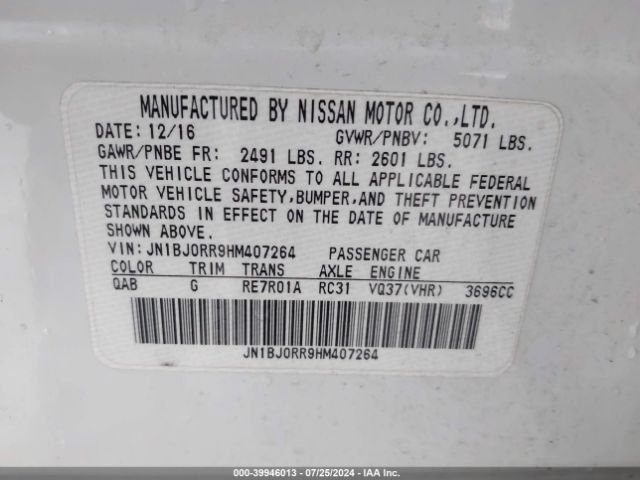 MANUFACTURED BY NISSAN MOTOR CO.,LTD.
DATE: 12/16 GVWR/PNBV: 5071 LBS.
GAWR/PNBE FR: 2491 LBS. RR: 2601 LBS.
THIS VEHICLE CONFORMS TO ALL APPLICABLE FEDERAL
MOTOR VEHICLE SAFETY, BUMPER, AND THEFT PREVENTION
STANDARDS IN EFFECT ON THE DATE OF MANUFACTURE
SHOWN ABOVE.
VIN: JN1BJ0RR9HM407264 PASSENGER CAR
COLOR TRIM TRANS AXLE ENGINE
QAB G RE7R01A RC31 VQ37(VHR) 3696CC
JN1BJ0RR9HM407264
000-39946013 - 07/25/2024 - IAAI.COM